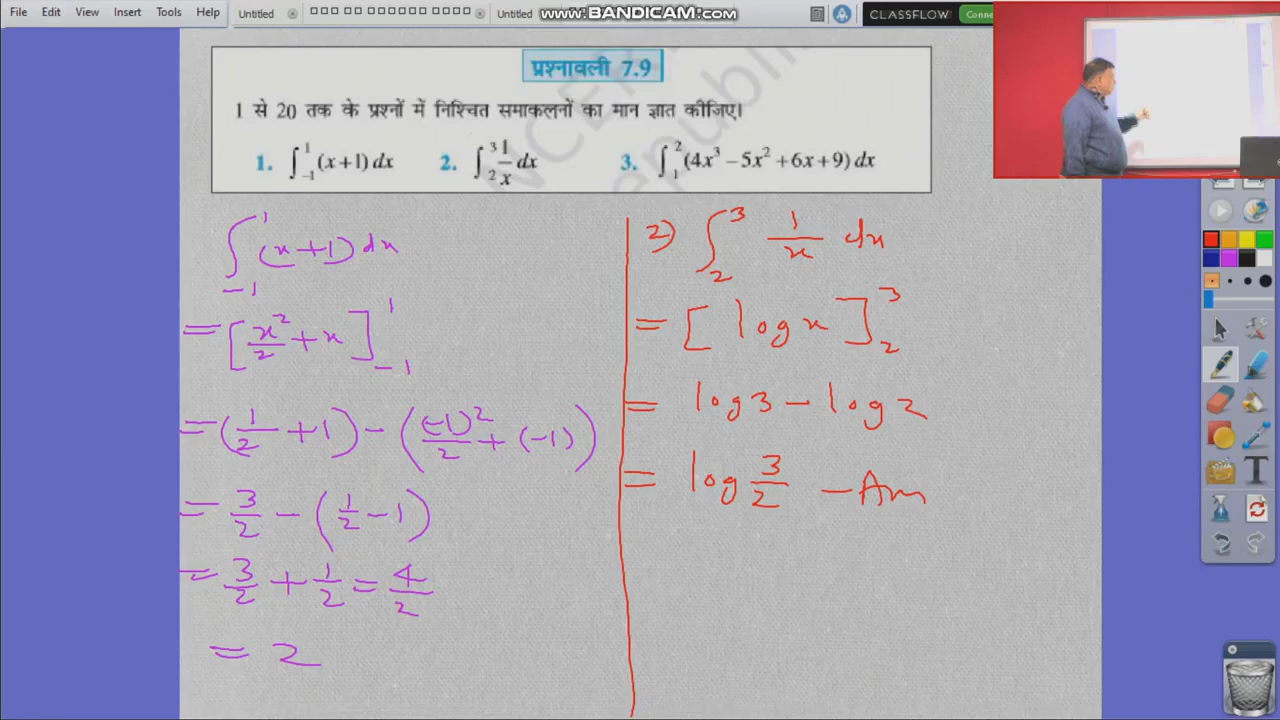 File Edit View Insert Tools Help Untitled Untitled www.BANDICAM.com CLASSFLOW Conne
प्रश्नावली 7.9
1 से 20 तक के प्रश्नों में निश्चित समाकलनों का मान ज्ञात कीजिए।
1. ∫₋₁¹ (x+1) dx 2. ∫₂³ 1/x dx 3. ∫₁² (4x³ – 5x² + 6x + 9) dx
∫₋₁¹ (x+1) dx
= [x²/2 + x]₋₁¹
= (1/2 + 1) – ((-1)²/2 + (-1))
= 3/2 – (1/2 – 1)
= 3/2 + 1/2 = 4/2
= 2
2) ∫₂³ 1/x dx
= [log x]₂³
= log 3 – log 2
= log 3/2 – Ans